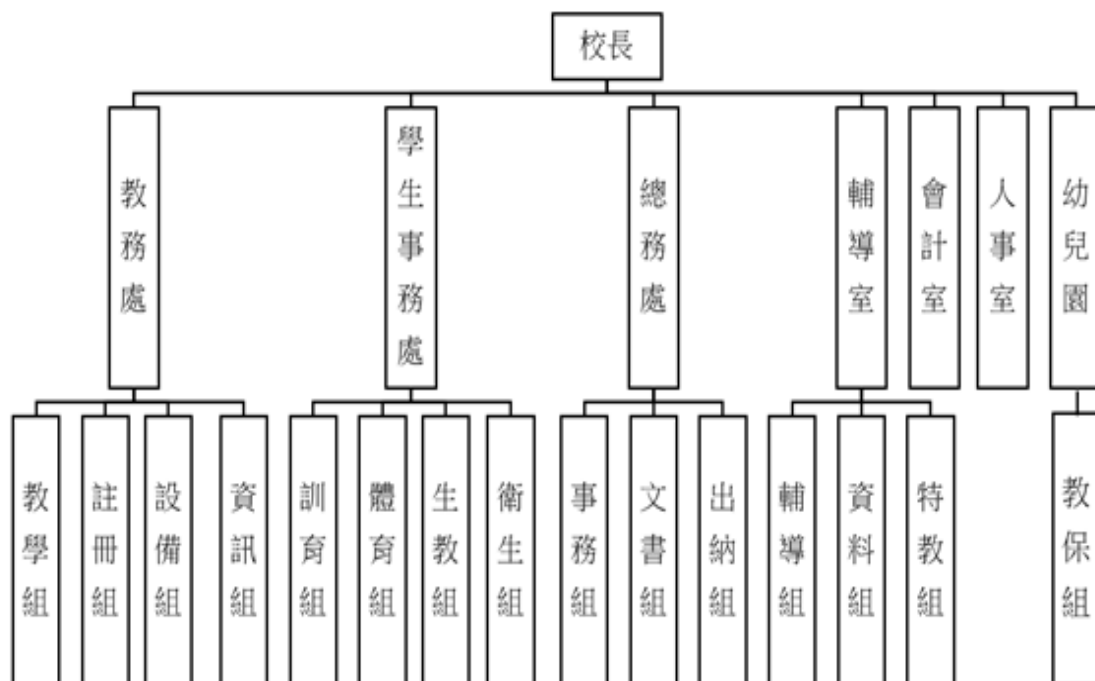 校長
教務處
學生事務處
總務處
輔導室
會計室
人事室
幼兒園
教學組
註冊組
設備組
資訊組
訓育組
體育組
生教組
衛生組
事務組
文書組
出納組
輔導組
資料組
特教組
教保組